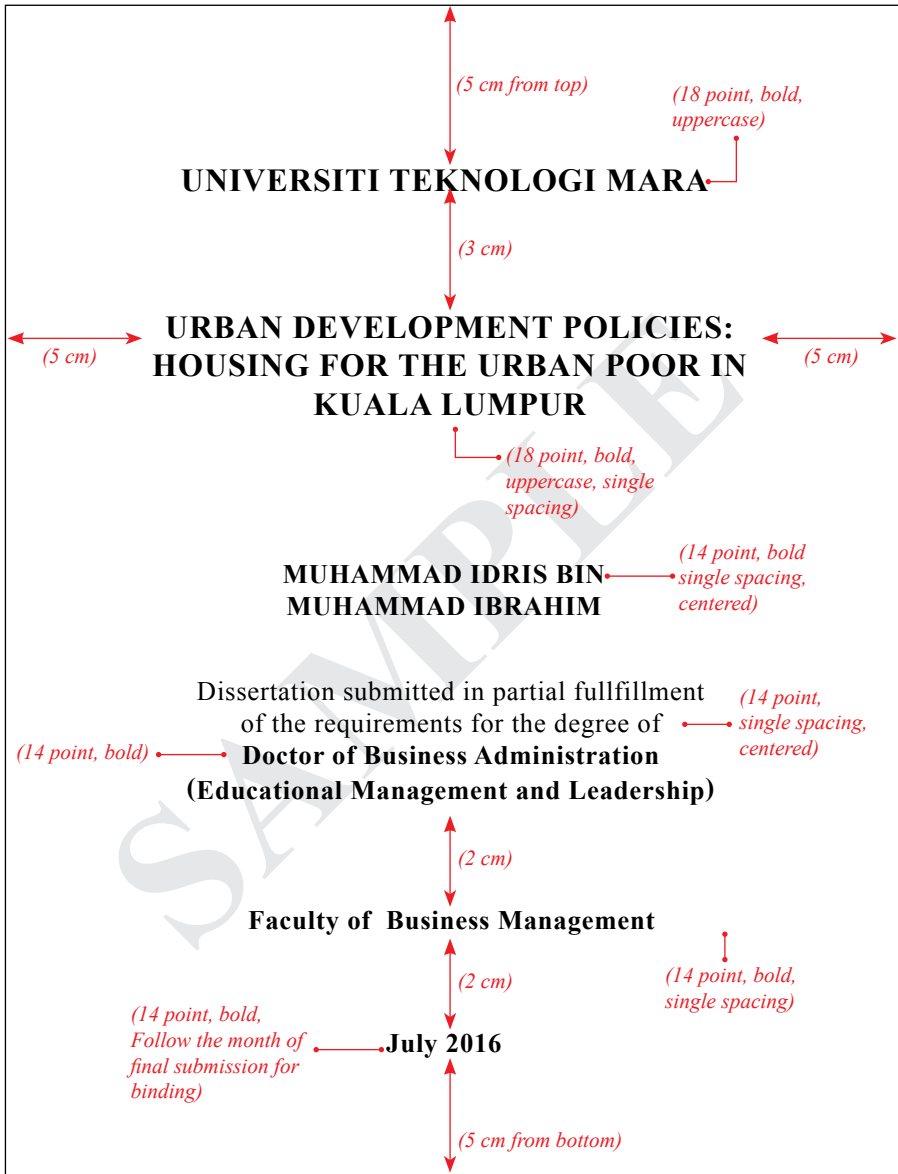 (5 cm from top)
(18 point, bold,
uppercase)
UNIVERSITI TEKNOLOGI MARA
(3 cm)
URBAN DEVELOPMENT POLICIES:
HOUSING FOR THE URBAN POOR IN
KUALA LUMPUR
(5 cm)
(5 cm)
(18 point, bold,
uppercase, single
spacing)
MUHAMMAD IDRIS BIN
MUHAMMAD IBRAHIM
(14 point, bold
single spacing,
centered)
Dissertation submitted in partial fullfillment
of the requirements for the degree of
(14 point,
single spacing,
centered)
(14 point, bold)
Doctor of Business Administration
(Educational Management and Leadership)
(2 cm)
Faculty of Business Management
(14 point, bold,
single spacing)
(2 cm)
(14 point, bold,
Follow the month of
final submission for
binding)
July 2016
(5 cm from bottom)
SAMPLE